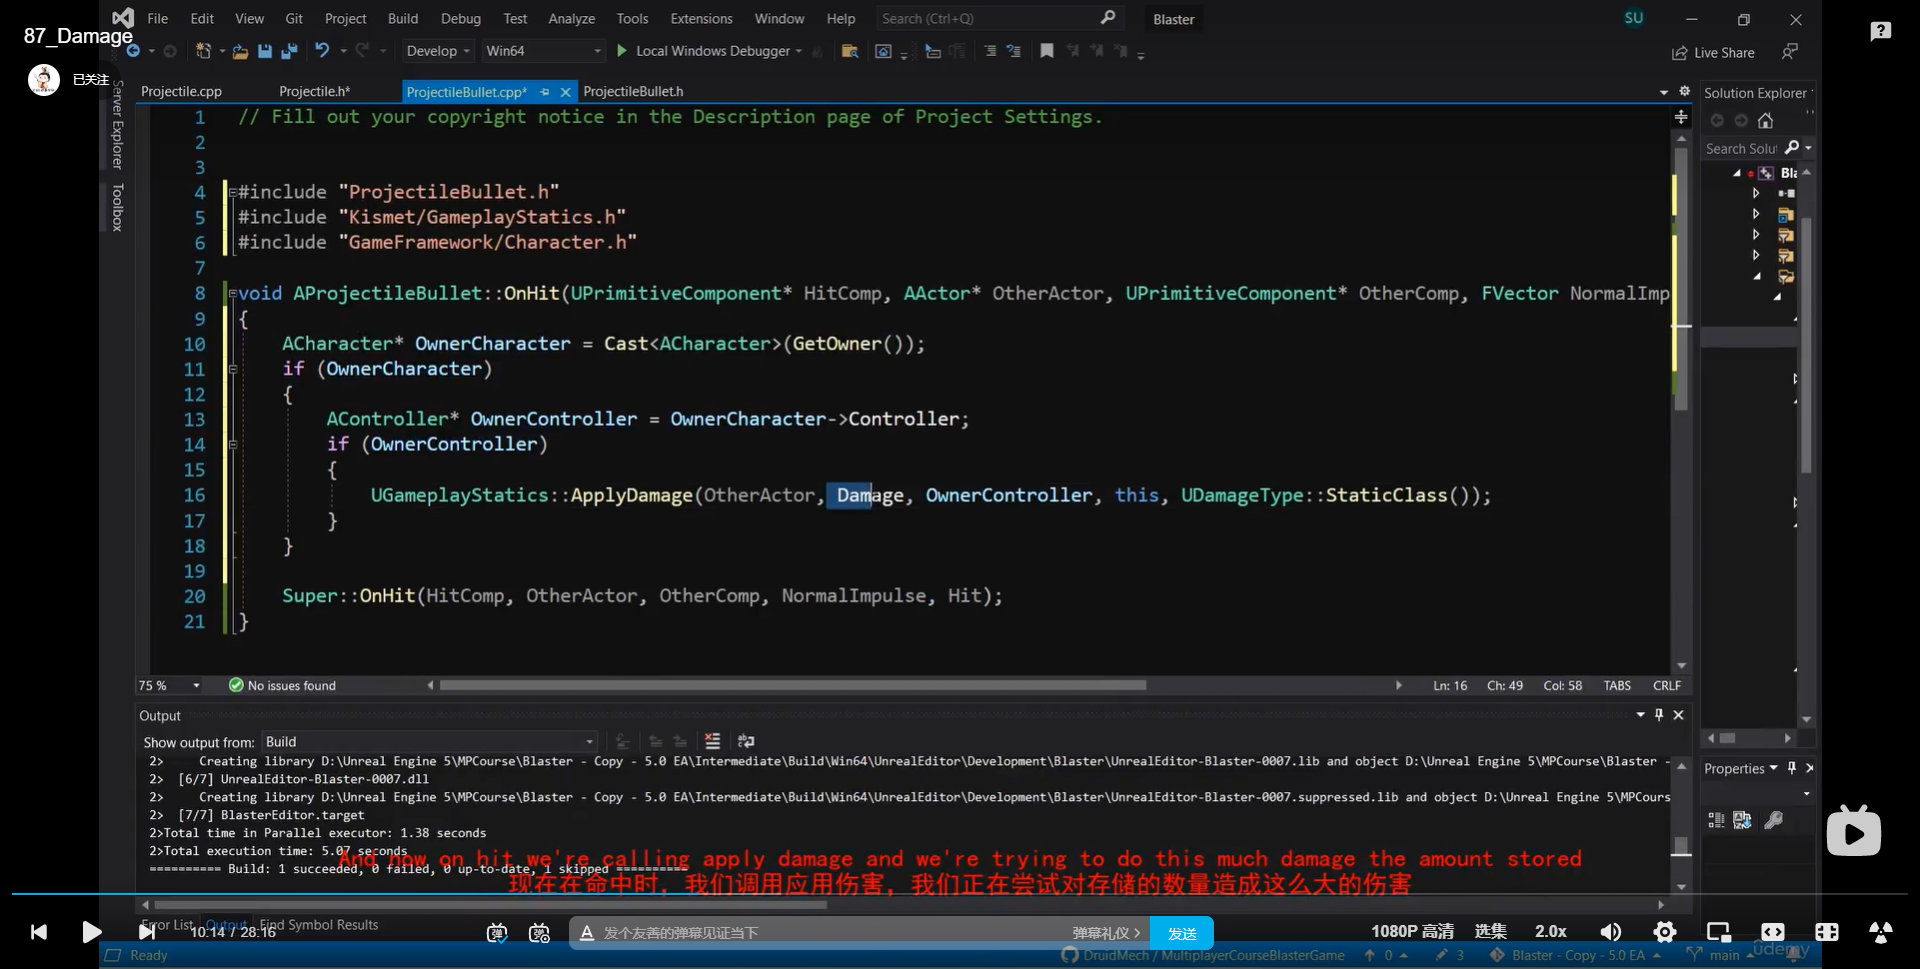 File Edit View Git Project Build Debug Test Analyze Tools Extensions Window Help Search (Ctrl+Q) Blaster SU
87_Damage
Develop Win64 Local Windows Debugger Live Share
已关注
Projectile.cpp Projectile.h* ProjectileBullet.cpp* ProjectileBullet.h
Solution Explorer
Search Solut
Server Explorer
Toolbox
1 // Fill out your copyright notice in the Description page of Project Settings.
2
3
4 #include "ProjectileBullet.h"
5 #include "Kismet/GameplayStatics.h"
6 #include "GameFramework/Character.h"
7
8 void AProjectileBullet::OnHit(UPrimitiveComponent* HitComp, AActor* OtherActor, UPrimitiveComponent* OtherComp, FVector NormalImp
9 {
10 ACharacter* OwnerCharacter = Cast<ACharacter>(GetOwner());
11 if (OwnerCharacter)
12 {
13 AController* OwnerController = OwnerCharacter->Controller;
14 if (OwnerController)
15 {
16 UGameplayStatics::ApplyDamage(OtherActor, Damage, OwnerController, this, UDamageType::StaticClass());
17 }
18 }
19
20 Super::OnHit(HitComp, OtherActor, OtherComp, NormalImpulse, Hit);
21 }
75 % No issues found Ln: 16 Ch: 49 Col: 58 TABS CRLF
Output
Show output from: Build
2> Creating library D:\Unreal Engine 5\MPCourse\Blaster - Copy - 5.0 EA\Intermediate\Build\Win64\UnrealEditor\Development\Blaster\UnrealEditor-Blaster-0007.lib and object D:\Unreal Engine 5\MPCourse\Blaster -
2> [6/7] UnrealEditor-Blaster-0007.dll
2> Creating library D:\Unreal Engine 5\MPCourse\Blaster - Copy - 5.0 EA\Intermediate\Build\Win64\UnrealEditor\Development\Blaster\UnrealEditor-Blaster-0007.suppressed.lib and object D:\Unreal Engine 5\MPCours
2> [7/7] BlasterEditor.target
2>Total time in Parallel executor: 1.38 seconds
2>Total execution time: 5.07 seconds
========== Build: 1 succeeded, 0 failed, 0 up-to-date, 1 skipped ==========
And now on hit we're calling apply damage and we're trying to do this much damage the amount stored
现在在命中时，我们调用应用伤害，我们正在尝试对存储的数量造成这么大的伤害
Properties
Error List Output Find Symbol Results
10:14 / 28:16 发个友善的弹幕见证当下 弹幕礼仪 > 发送 1080P 高清 选集 2.0x
Ready DruidMech / MultiplayerCourseBlasterGame 0 3 Blaster - Copy - 5.0 EA main
udemy